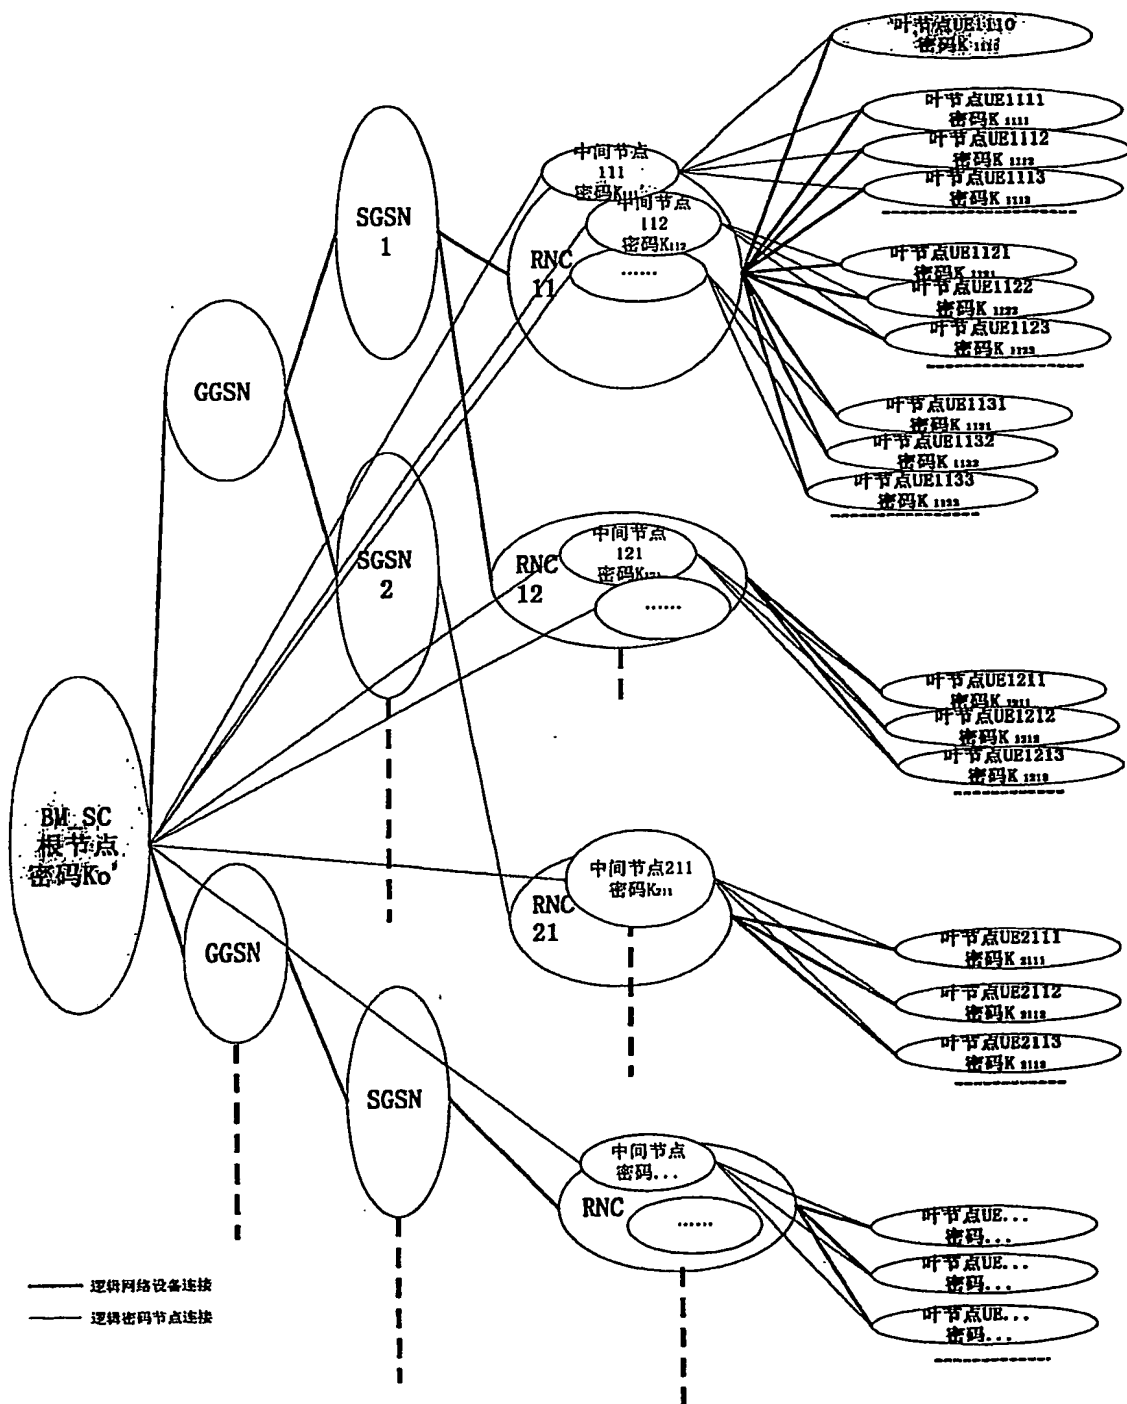 叶节点UE1110
密码K₁₁₁₀
叶节点UE1111
密码K₁₁₁₁
叶节点UE1112
密码K₁₁₁₂
叶节点UE1113
密码K₁₁₁₃
中间节点
111
密码K₁₁
中间节点
112
密码K₁₁₂
......
RNC
11
SGSN
1
叶节点UE1121
密码K₁₁₂₁
叶节点UE1122
密码K₁₁₂₂
叶节点UE1123
密码K
GGSN
叶节点UE1131
密码K₁₁₃₁
叶节点UE1132
密码K
叶节点UE1133
密码K
SGSN
2
RNC
12
中间节点
121
密码K
......
叶节点UE1211
密码K₁₂₁₁
叶节点UE1212
密码K₁₂₁₂
叶节点UE1213
密码K₁₂₁₃
BM_SC
根节点
密码Ko'
中间节点211
密码K₂₁₁
RNC
21
GGSN
叶节点UE2111
密码K₂₁₁₁
叶节点UE2112
密码K₂₁₁₂
叶节点UE2113
密码K₂₁₁₃
SGSN
中间节点
密码...
RNC
......
叶节点UE...
密码...
叶节点UE...
密码...
叶节点UE...
密码...
逻辑网络设备连接
逻辑密码节点连接